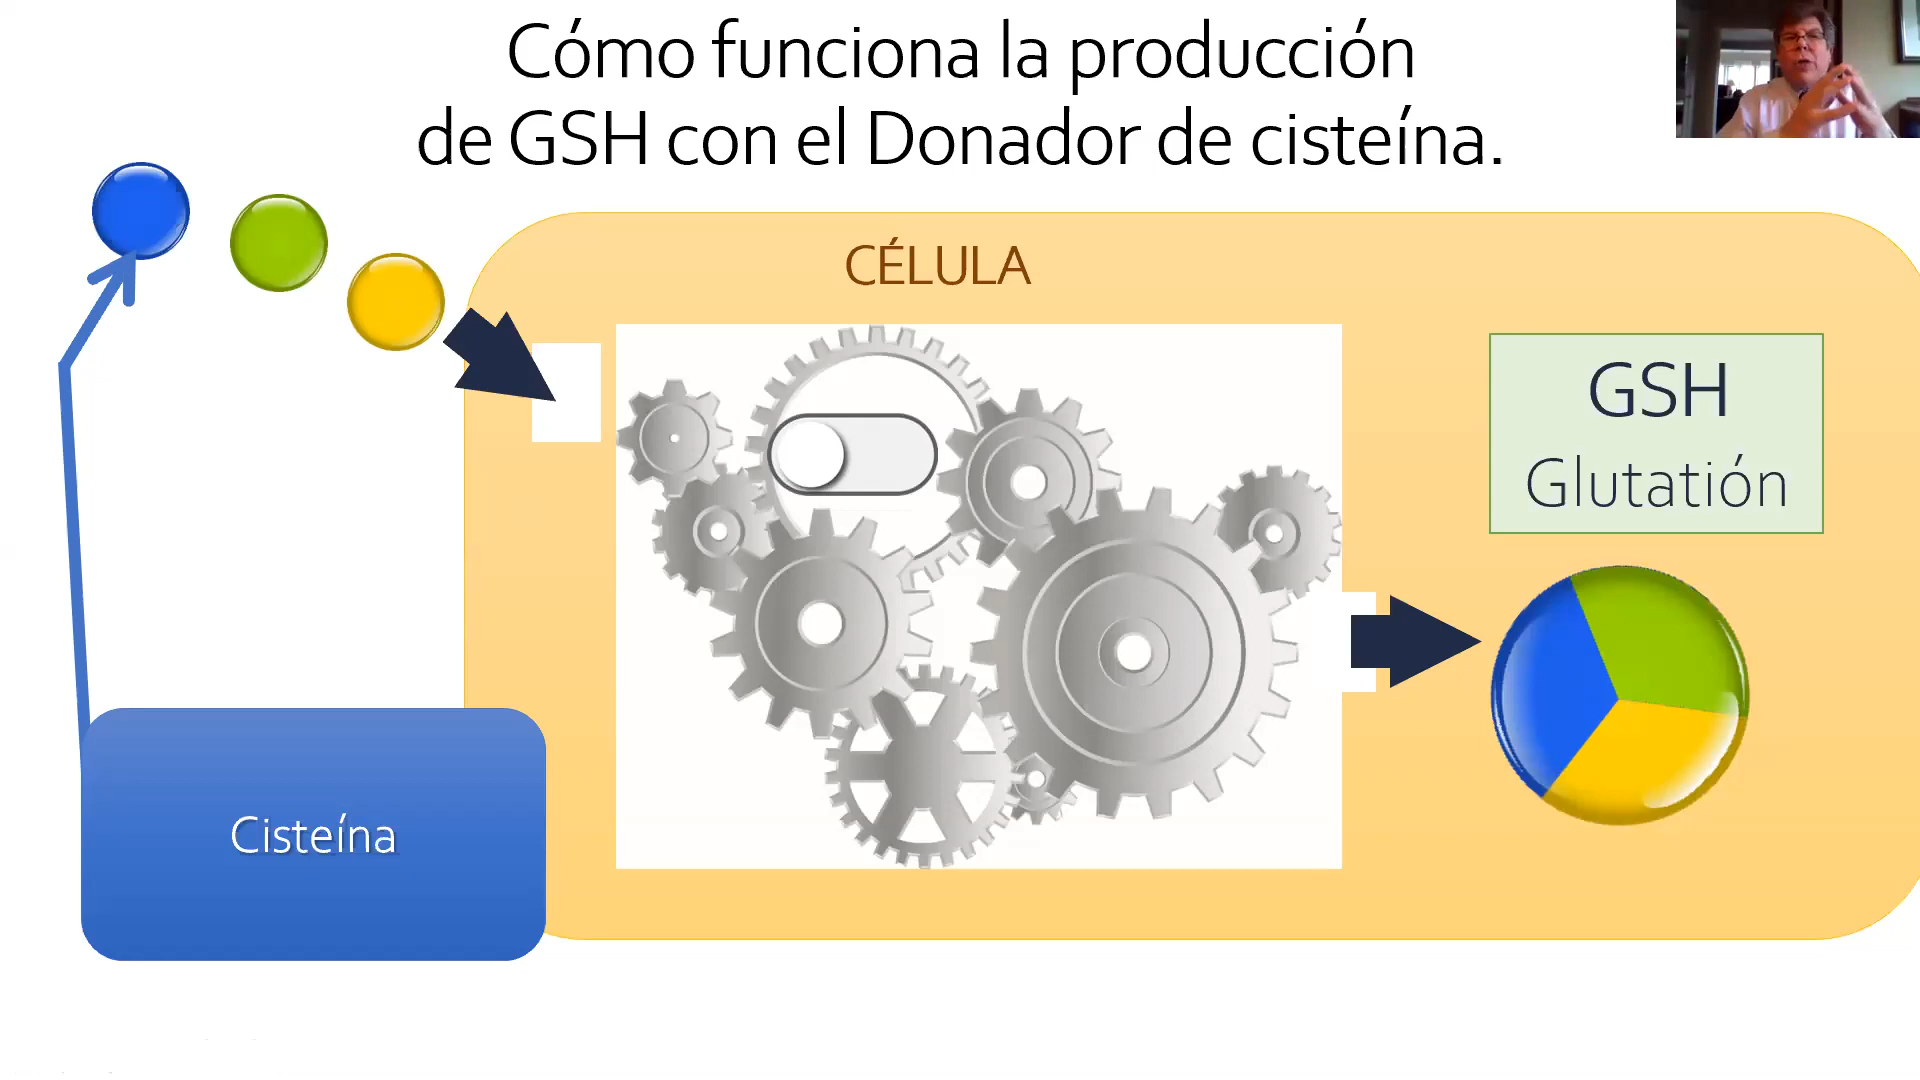 Cómo funciona la producción
de GSH con el Donador de cisteína.
CÉLULA
GSH
Glutatión
Cisteína